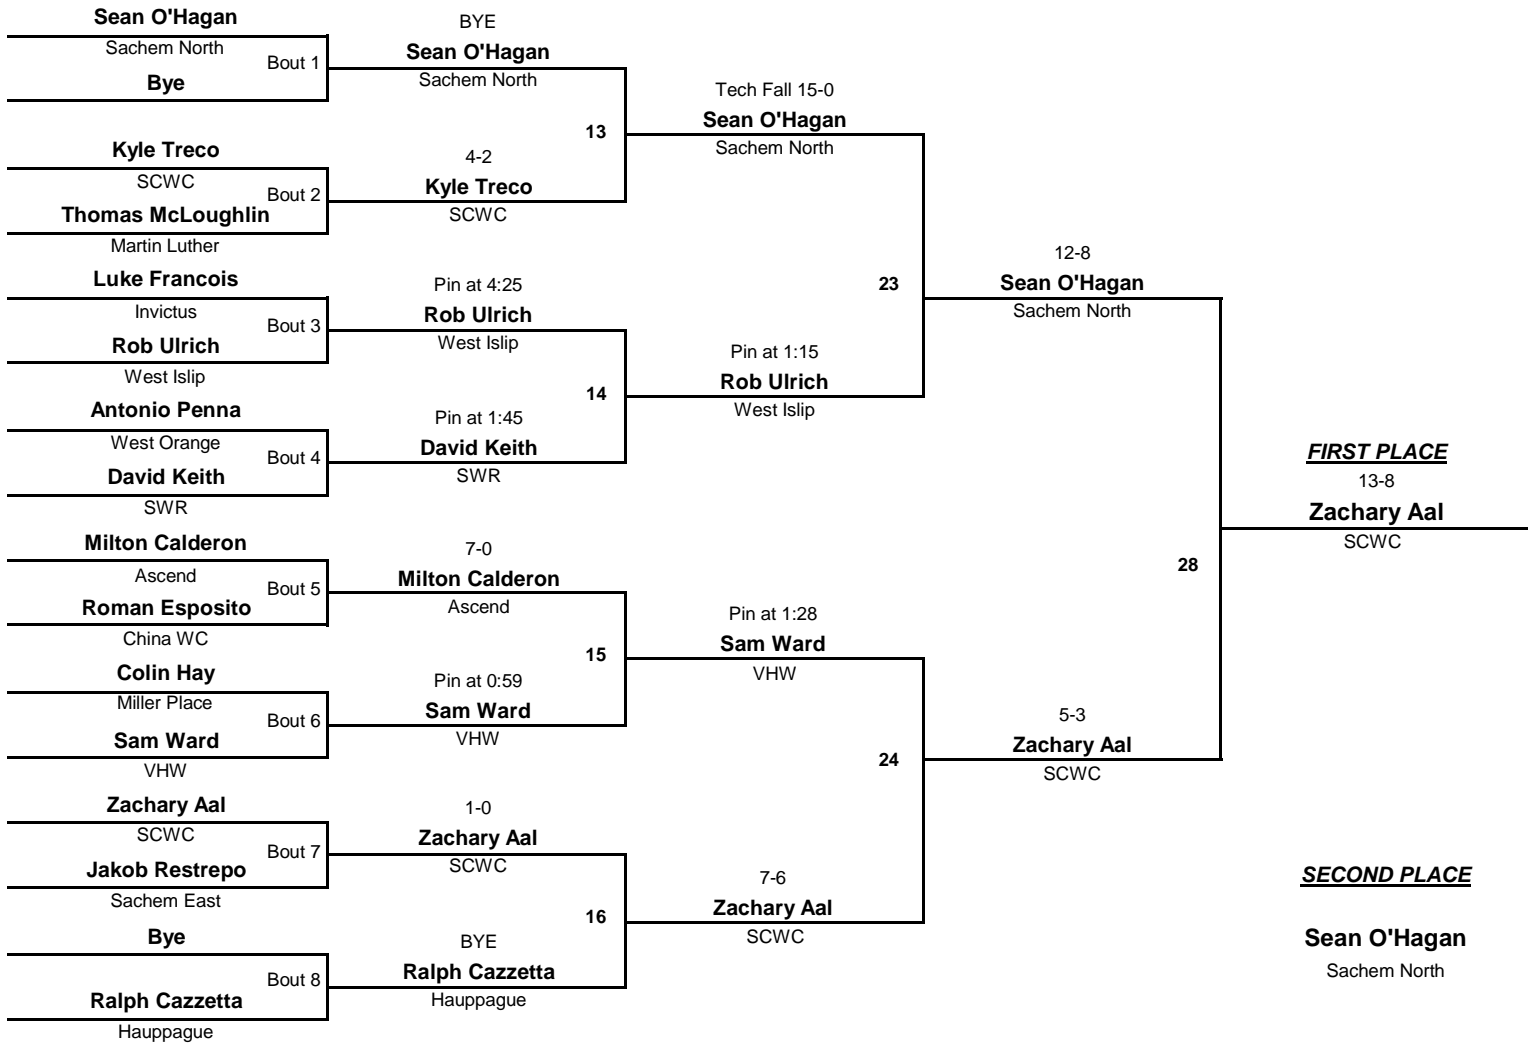 Sean O'Hagan
Sachem North
Bout 1
Bye
Kyle Treco
SCWC
Bout 2
Thomas McLoughlin
Martin Luther
Luke Francois
Invictus
Bout 3
Rob Ulrich
West Islip
Antonio Penna
West Orange
Bout 4
David Keith
SWR
Milton Calderon
Ascend
Bout 5
Roman Esposito
China WC
Colin Hay
Miller Place
Bout 6
Sam Ward
VHW
Zachary Aal
SCWC
Bout 7
Jakob Restrepo
Sachem East
Bye
Bout 8
Ralph Cazzetta
Hauppague
BYE
Sean O'Hagan
Sachem North
13
4-2
Kyle Treco
SCWC
Pin at 4:25
Rob Ulrich
West Islip
14
Pin at 1:45
David Keith
SWR
7-0
Milton Calderon
Ascend
15
Pin at 0:59
Sam Ward
VHW
1-0
Zachary Aal
SCWC
16
BYE
Ralph Cazzetta
Hauppague
Tech Fall 15-0
Sean O'Hagan
Sachem North
23
Pin at 1:15
Rob Ulrich
West Islip
Pin at 1:28
Sam Ward
VHW
24
7-6
Zachary Aal
SCWC
12-8
Sean O'Hagan
Sachem North
28
5-3
Zachary Aal
SCWC
FIRST PLACE
13-8
Zachary Aal
SCWC
SECOND PLACE
Sean O'Hagan
Sachem North